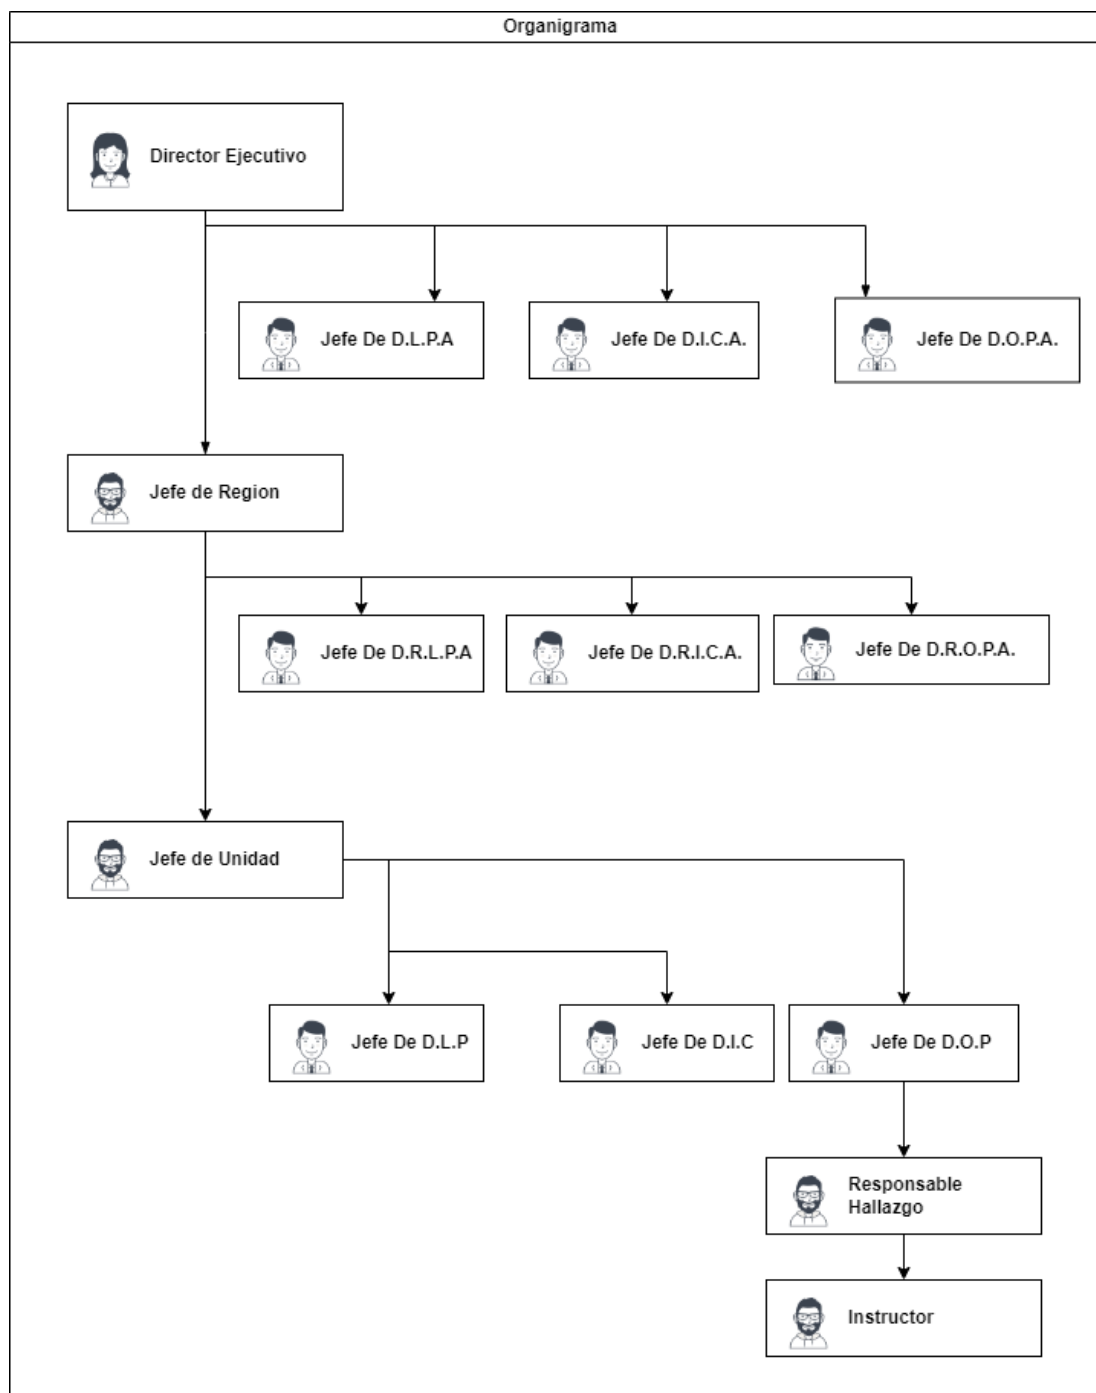 Organigrama
Director Ejecutivo
Jefe De D.L.P.A
Jefe De D.I.C.A.
Jefe De D.O.P.A.
Jefe de Region
Jefe De D.R.L.P.A
Jefe De D.R.I.C.A.
Jefe De D.R.O.P.A.
Jefe de Unidad
Jefe De D.L.P
Jefe De D.I.C
Jefe De D.O.P
Responsable
Hallazgo
Instructor